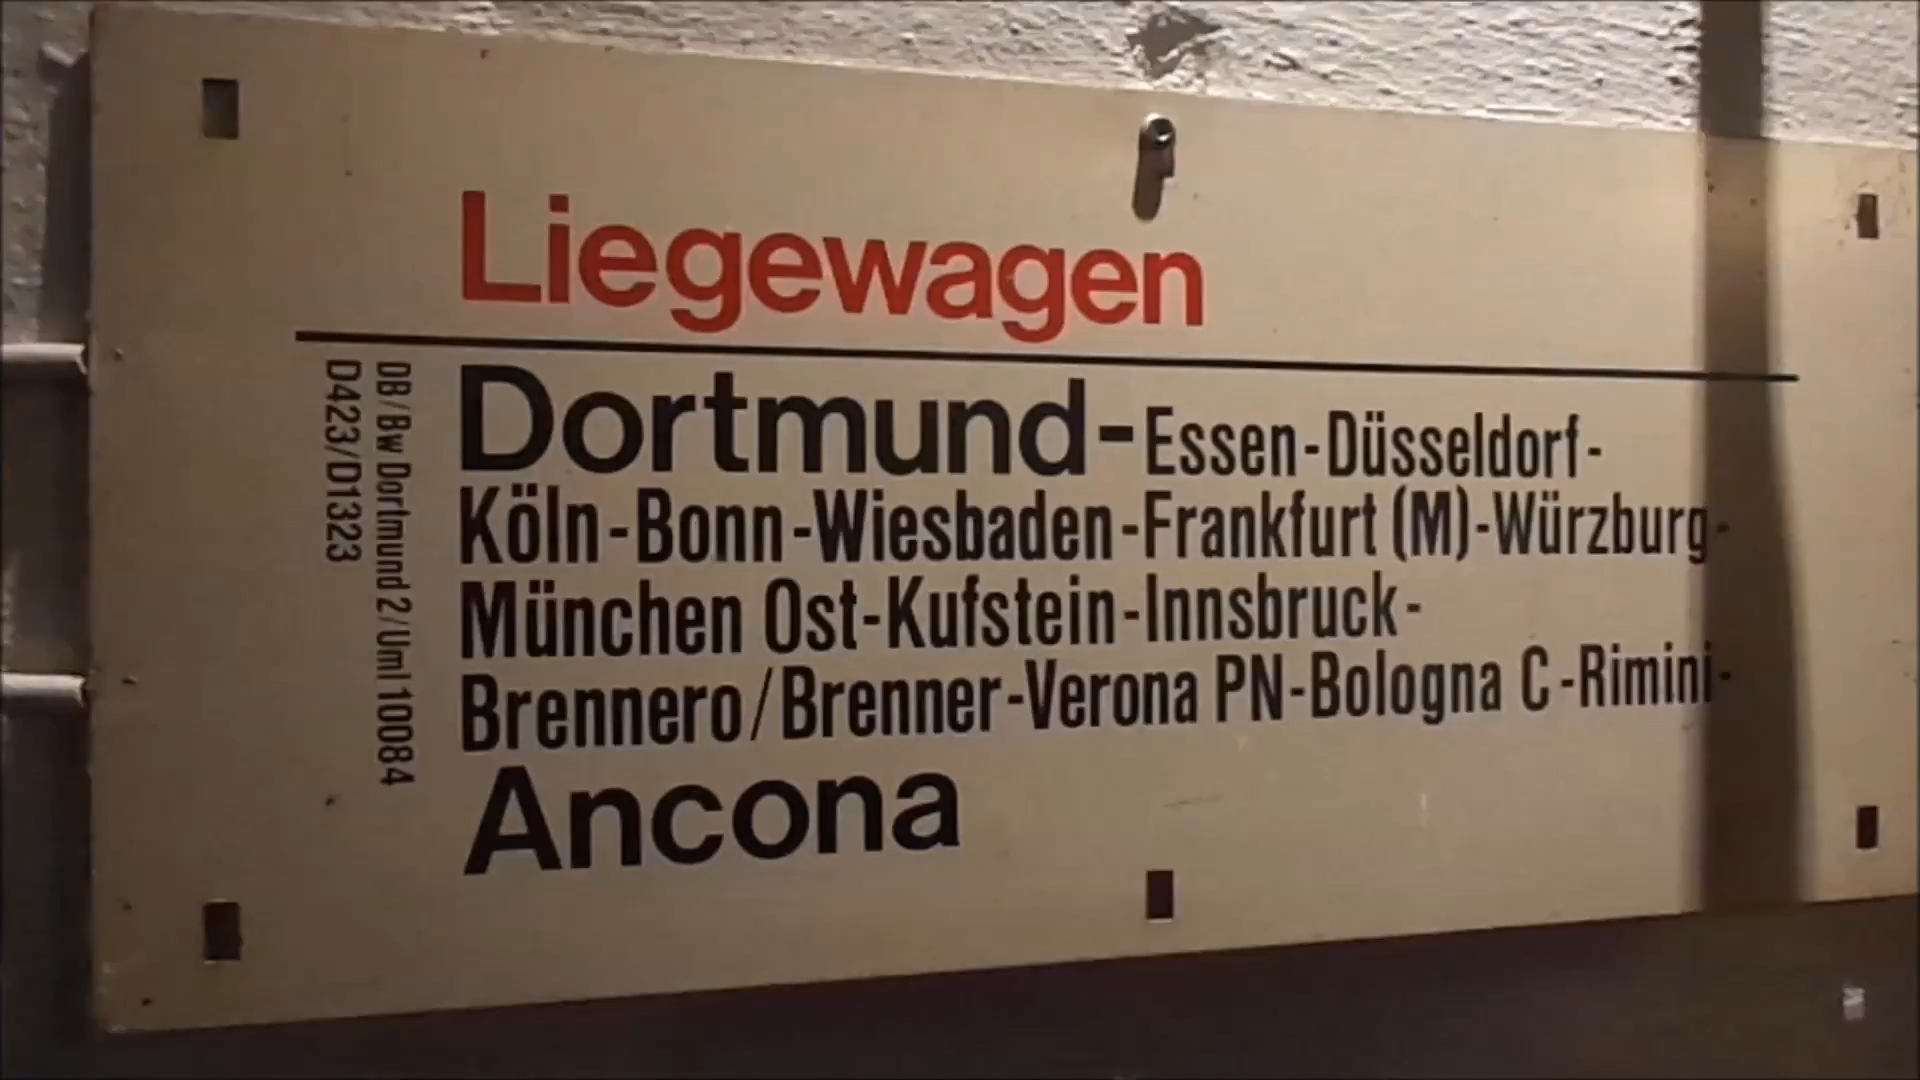 Liegewagen
DB/Bw Dortmund 2/Uml 10084
D423/D1323
Dortmund-Essen-Düsseldorf-
Köln-Bonn-Wiesbaden-Frankfurt (M)-Würzburg-
München Ost-Kufstein-Innsbruck-
Brennero/Brenner-Verona PN-Bologna C-Rimini-
Ancona